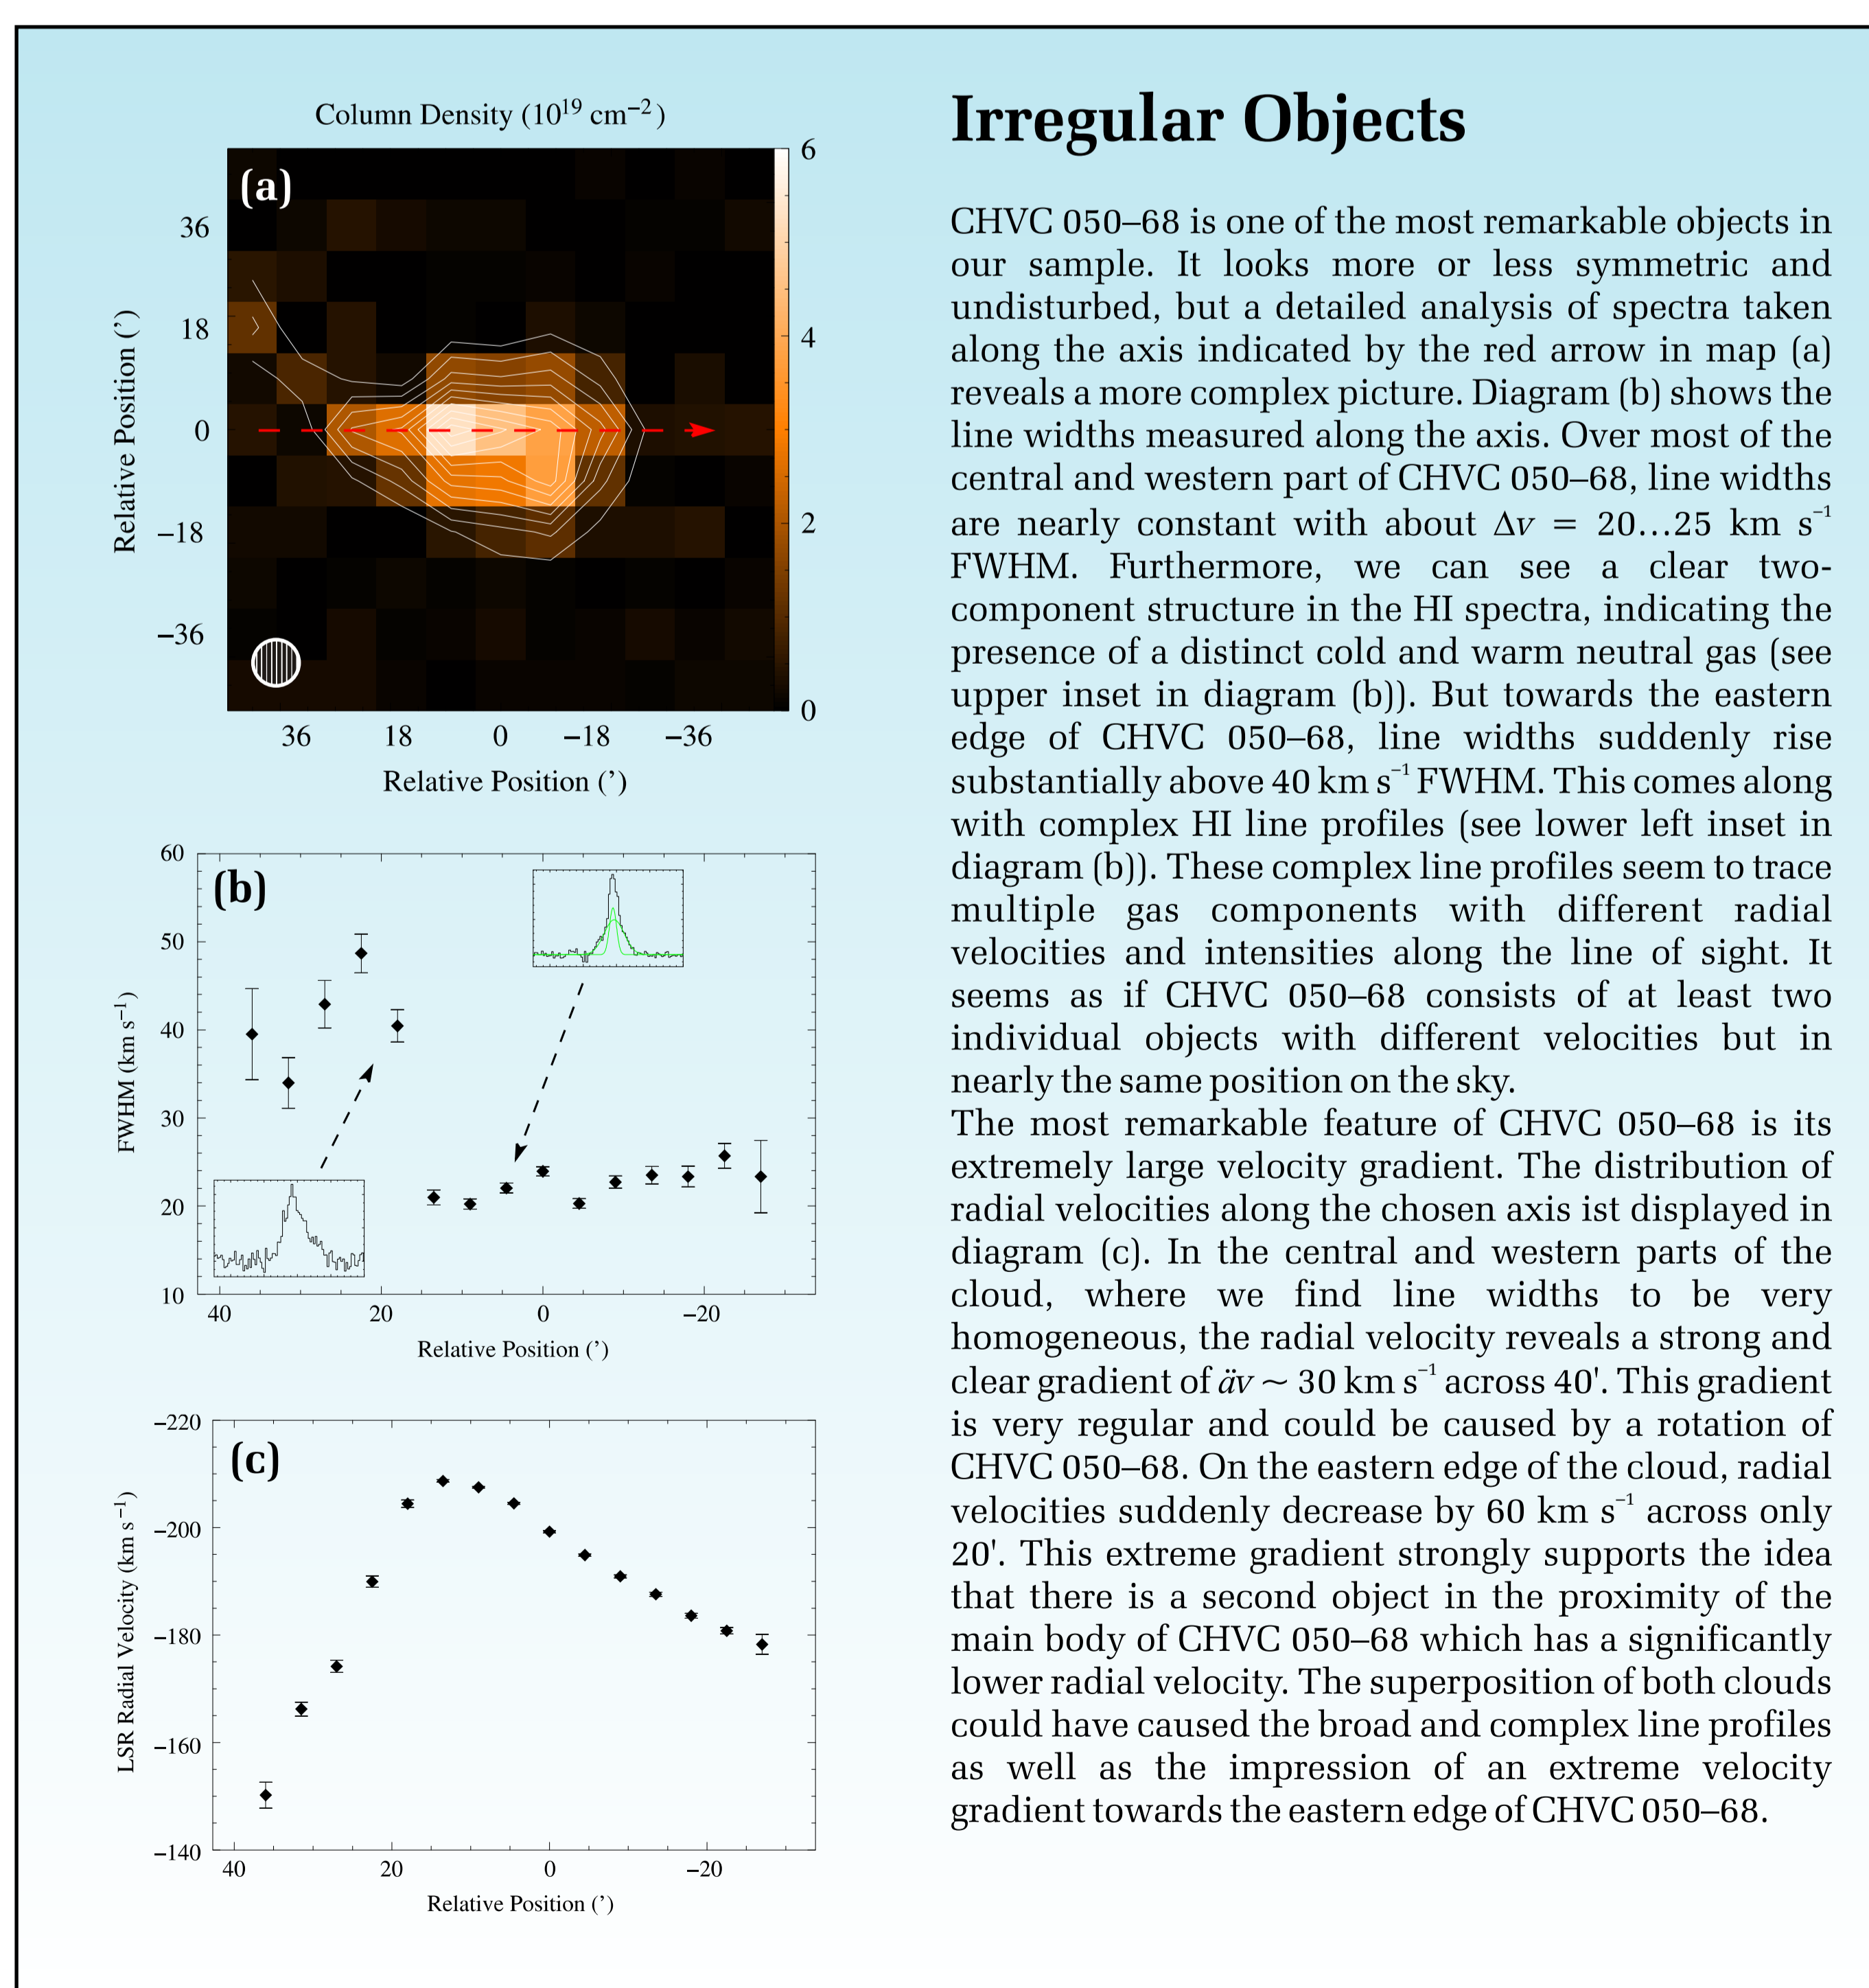 Column Density (10¹⁹ cm⁻²)
(a)
6
4
2
0
36
18
0
−18
−36
Relative Position (’)
36 18 0 −18 −36
Relative Position (’)
(b)
60
50
40
30
20
10
FWHM (km s⁻¹)
40 20 0 −20
Relative Position (’)
(c)
−220
−200
−180
−160
−140
LSR Radial Velocity (km s⁻¹)
40 20 0 −20
Relative Position (’)
Irregular Objects
CHVC 050–68 is one of the most remarkable objects in
our sample. It looks more or less symmetric and
undisturbed, but a detailed analysis of spectra taken
along the axis indicated by the red arrow in map (a)
reveals a more complex picture. Diagram (b) shows the
line widths measured along the axis. Over most of the
central and western part of CHVC 050–68, line widths
are nearly constant with about Δv = 20...25 km s⁻¹
FWHM. Furthermore, we can see a clear two-
component structure in the HI spectra, indicating the
presence of a distinct cold and warm neutral gas (see
upper inset in diagram (b)). But towards the eastern
edge of CHVC 050–68, line widths suddenly rise
substantially above 40 km s⁻¹ FWHM. This comes along
with complex HI line profiles (see lower left inset in
diagram (b)). These complex line profiles seem to trace
multiple gas components with different radial
velocities and intensities along the line of sight. It
seems as if CHVC 050–68 consists of at least two
individual objects with different velocities but in
nearly the same position on the sky.
The most remarkable feature of CHVC 050–68 is its
extremely large velocity gradient. The distribution of
radial velocities along the chosen axis ist displayed in
diagram (c). In the central and western parts of the
cloud, where we find line widths to be very
homogeneous, the radial velocity reveals a strong and
clear gradient of äv ~ 30 km s⁻¹ across 40'. This gradient
is very regular and could be caused by a rotation of
CHVC 050–68. On the eastern edge of the cloud, radial
velocities suddenly decrease by 60 km s⁻¹ across only
20'. This extreme gradient strongly supports the idea
that there is a second object in the proximity of the
main body of CHVC 050–68 which has a significantly
lower radial velocity. The superposition of both clouds
could have caused the broad and complex line profiles
as well as the impression of an extreme velocity
gradient towards the eastern edge of CHVC 050–68.